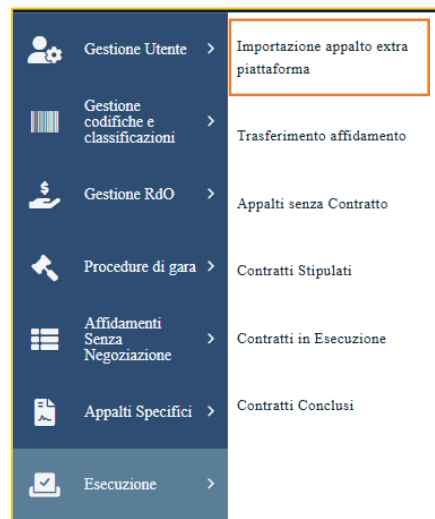 Gestione Utente
Gestione
codifiche e
classificazioni
Gestione RdO
Procedure di gara
Affidamenti
Senza
Negoziazione
Appalti Specifici
Esecuzione
Importazione appalto extra
piattaforma
Trasferimento affidamento
Appalti senza Contratto
Contratti Stipulati
Contratti in Esecuzione
Contratti Conclusi